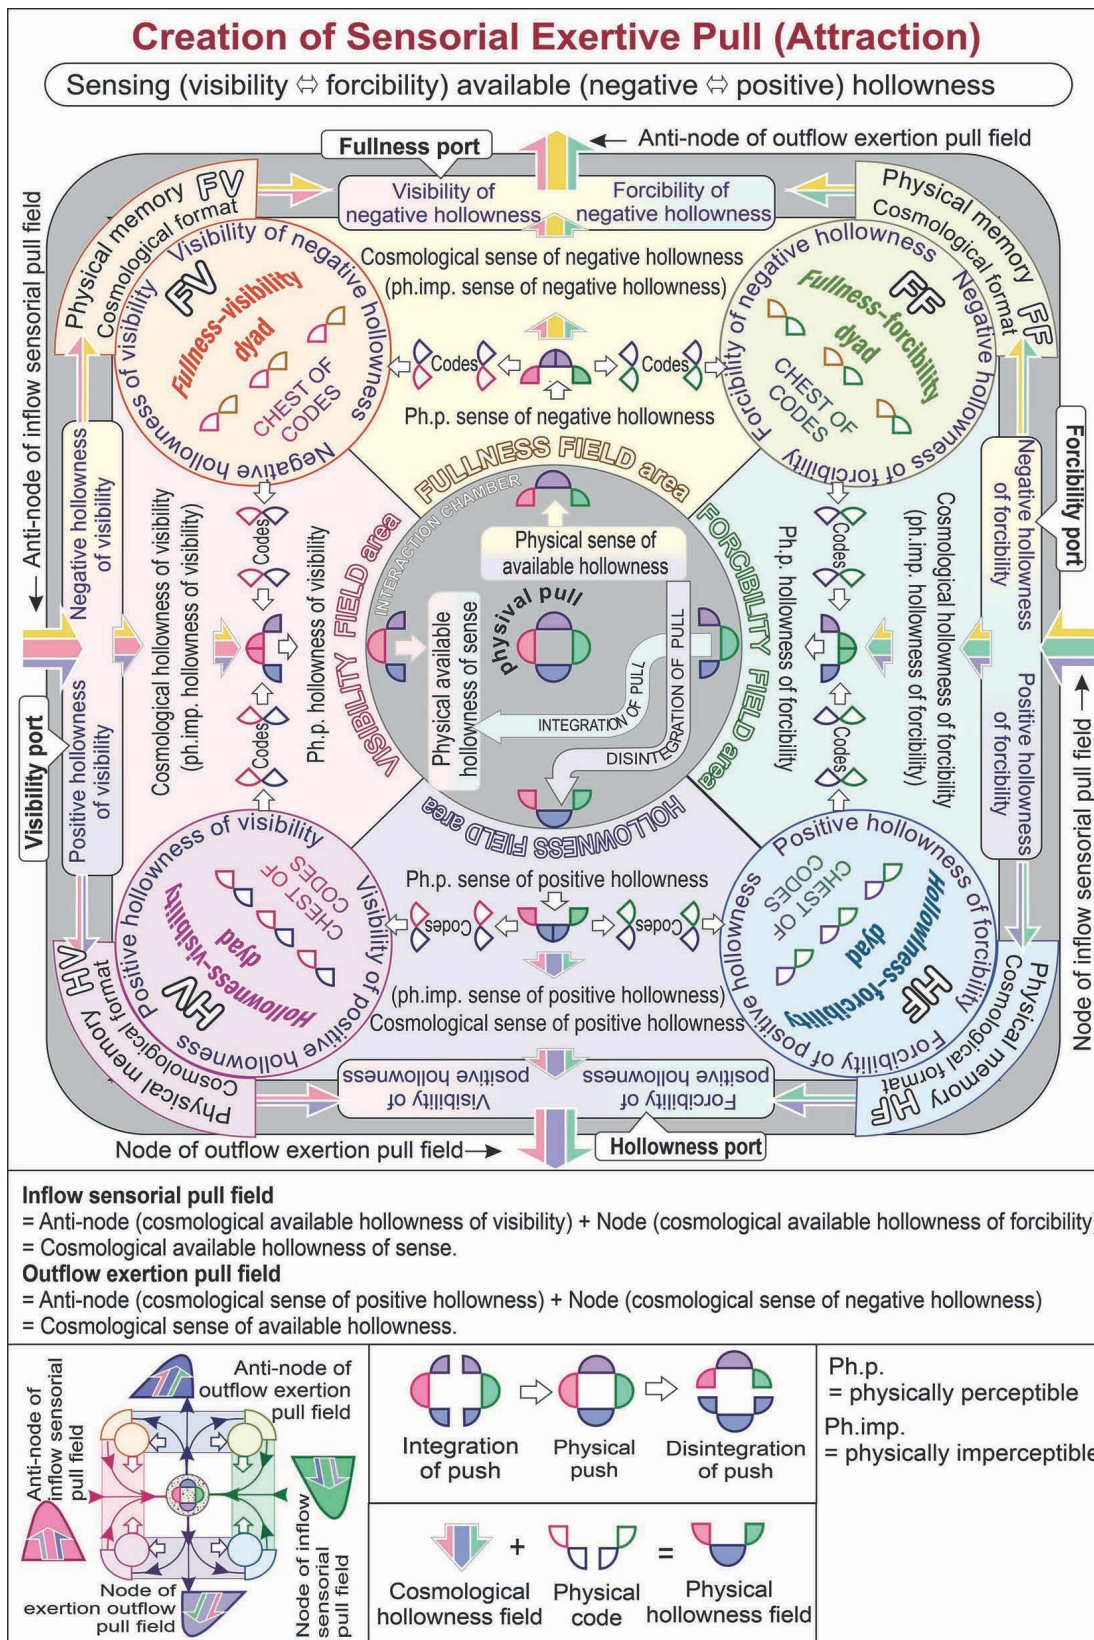 Creation of Sensorial Exertive Pull (Attraction)
Sensing (visibility ⇔ forcibility) available (negative ⇔ positive) hollowness
Fullness port
Anti-node of outflow exertion pull field
Visibility of
negative hollowness
Forcibility of
negative hollowness
Physical memory FV
Cosmological format
Physical memory FF
Cosmological format
Anti-node of inflow sensorial pull field
Cosmological sense of negative hollowness
(ph.imp. sense of negative hollowness)
Visibility of negative hollowness
Negative hollowness of visibility
FV
Fullness-visibility
dyad
CHEST OF
CODES
Forcibility of negative hollowness
Negative hollowness of forcibility
FF
Fullness-forcibility
dyad
CHEST OF
CODES
Codes
Codes
Ph.p. sense of negative hollowness
FULLNESS FIELD area
INTERACTION CHAMBER
Physical sense of
available hollowness
Physival pull
Physical available
hollowness of sense
INTEGRATION OF PULL
DISINTEGRATION OF PULL
VISIBILITY FIELD area
FORCIBILITY FIELD area
HOLLOWNESS FIELD area
Negative hollowness
of visibility
Positive hollowness
of visibility
Visibility port
Cosmological hollowness of visibility
(ph.imp. hollowness of visibility)
Codes
Codes
Ph.p. hollowness of visibility
Ph.p. hollowness of forcibility
Codes
Codes
Cosmological hollowness of forcibility
(ph.imp. hollowness of forcibility)
Negative hollowness
of forcibility
Positive hollowness
of forcibility
Forcibility port
Node of inflow sensorial pull field
Positive hollowness of visibility
Visibility of positive hollowness
CHEST OF
CODES
Hollowness-visibility
dyad
HV
Physical memory HV
Cosmological format
Ph.p. sense of positive hollowness
Codes
Codes
(ph.imp. sense of positive hollowness)
Cosmological sense of positive hollowness
Positive hollowness of forcibility
Forcibility of positive hollowness
CHEST OF
CODES
Hollowness-forcibility
dyad
HF
Physical memory HF
Cosmological format
Visibility of
positive hollowness
Forcibility of
positive hollowness
Node of outflow exertion pull field
Hollowness port
Inflow sensorial pull field
= Anti-node (cosmological available hollowness of visibility) + Node (cosmological available hollowness of forcibility)
= Cosmological available hollowness of sense.
Outflow exertion pull field
= Anti-node (cosmological sense of positive hollowness) + Node (cosmological sense of negative hollowness)
= Cosmological sense of available hollowness.
Anti-node of
outflow exertion
pull field
Anti-node of
inflow sensorial
pull field
Node of inflow
sensorial
pull field
Node of
exertion outflow
pull field
Integration
of push
Physical
push
Disintegration
of push
Cosmological
hollowness field
+
Physical
code
=
Physical
hollowness field
Ph.p.
= physically perceptible
Ph.imp.
= physically imperceptible